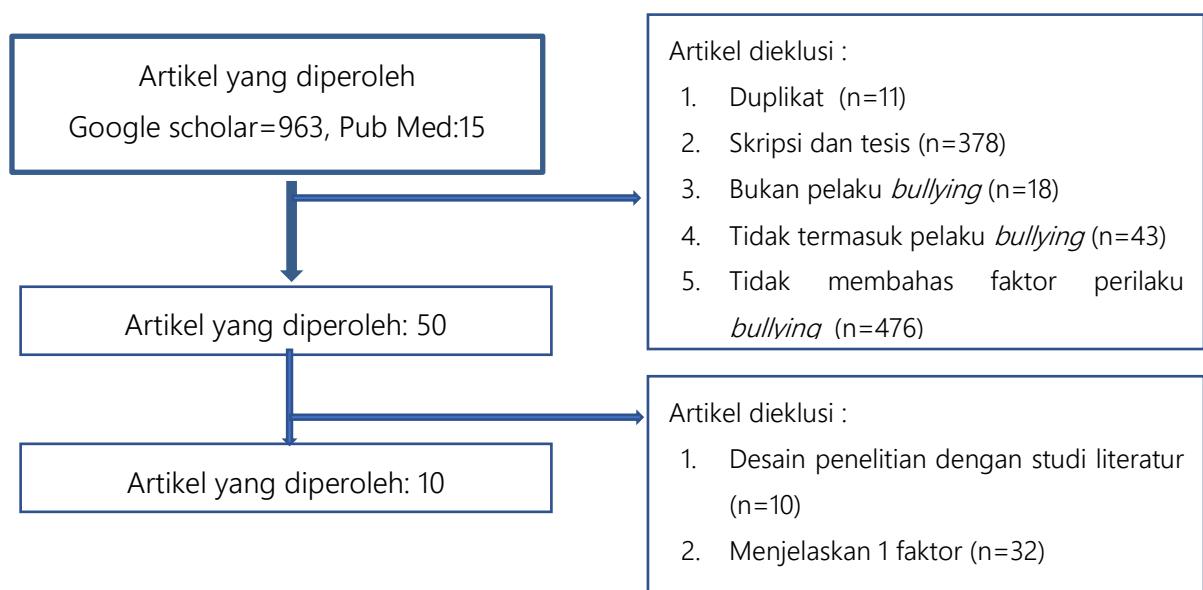 Artikel yang diperoleh
Google scholar=963, Pub Med:15
Artikel dieklusi :
1. Duplikat (n=11)
2. Skripsi dan tesis (n=378)
3. Bukan pelaku bullying (n=18)
4. Tidak termasuk pelaku bullying (n=43)
5. Tidak membahas faktor perilaku
bullying (n=476)
Artikel yang diperoleh: 50
Artikel dieklusi :
1. Desain penelitian dengan studi literatur
(n=10)
2. Menjelaskan 1 faktor (n=32)
Artikel yang diperoleh: 10